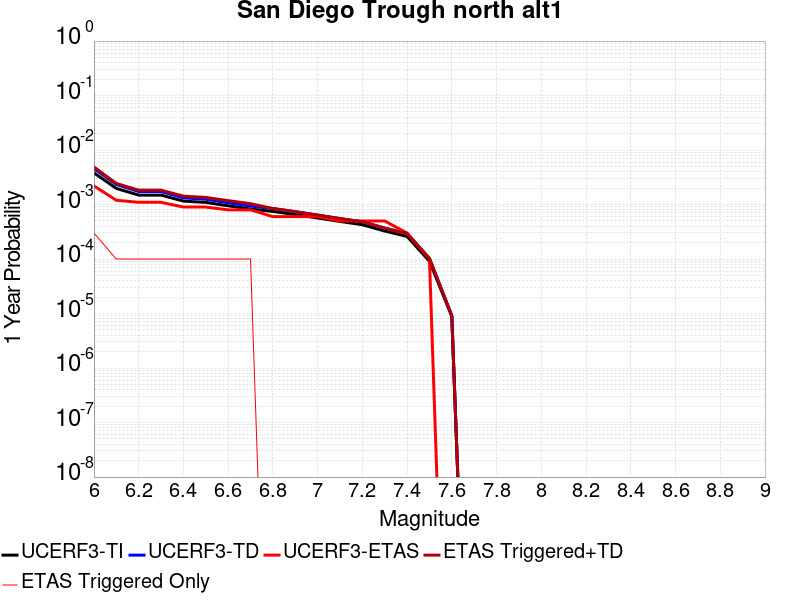 San Diego Trough north alt1
10^0
10^-1
10^-2
10^-3
10^-4
10^-5
10^-6
10^-7
10^-8
1 Year Probability
6 6.2 6.4 6.6 6.8 7 7.2 7.4 7.6 7.8 8 8.2 8.4 8.6 8.8 9
Magnitude
UCERF3-TI UCERF3-TD UCERF3-ETAS ETAS Triggered+TD
ETAS Triggered Only